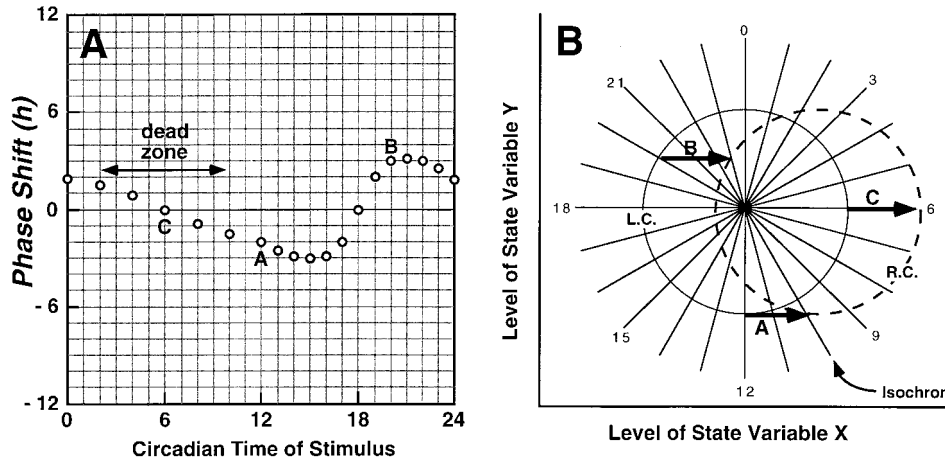 A
Phase Shift (h)
12
6
0
- 6
- 12
dead
zone
C
A
B
0
6
12
18
24
Circadian Time of Stimulus
B
Level of State Variable Y
0
21
3
B
C
18
L.C.
6
R.C.
A
15
9
12
Isochron
Level of State Variable X